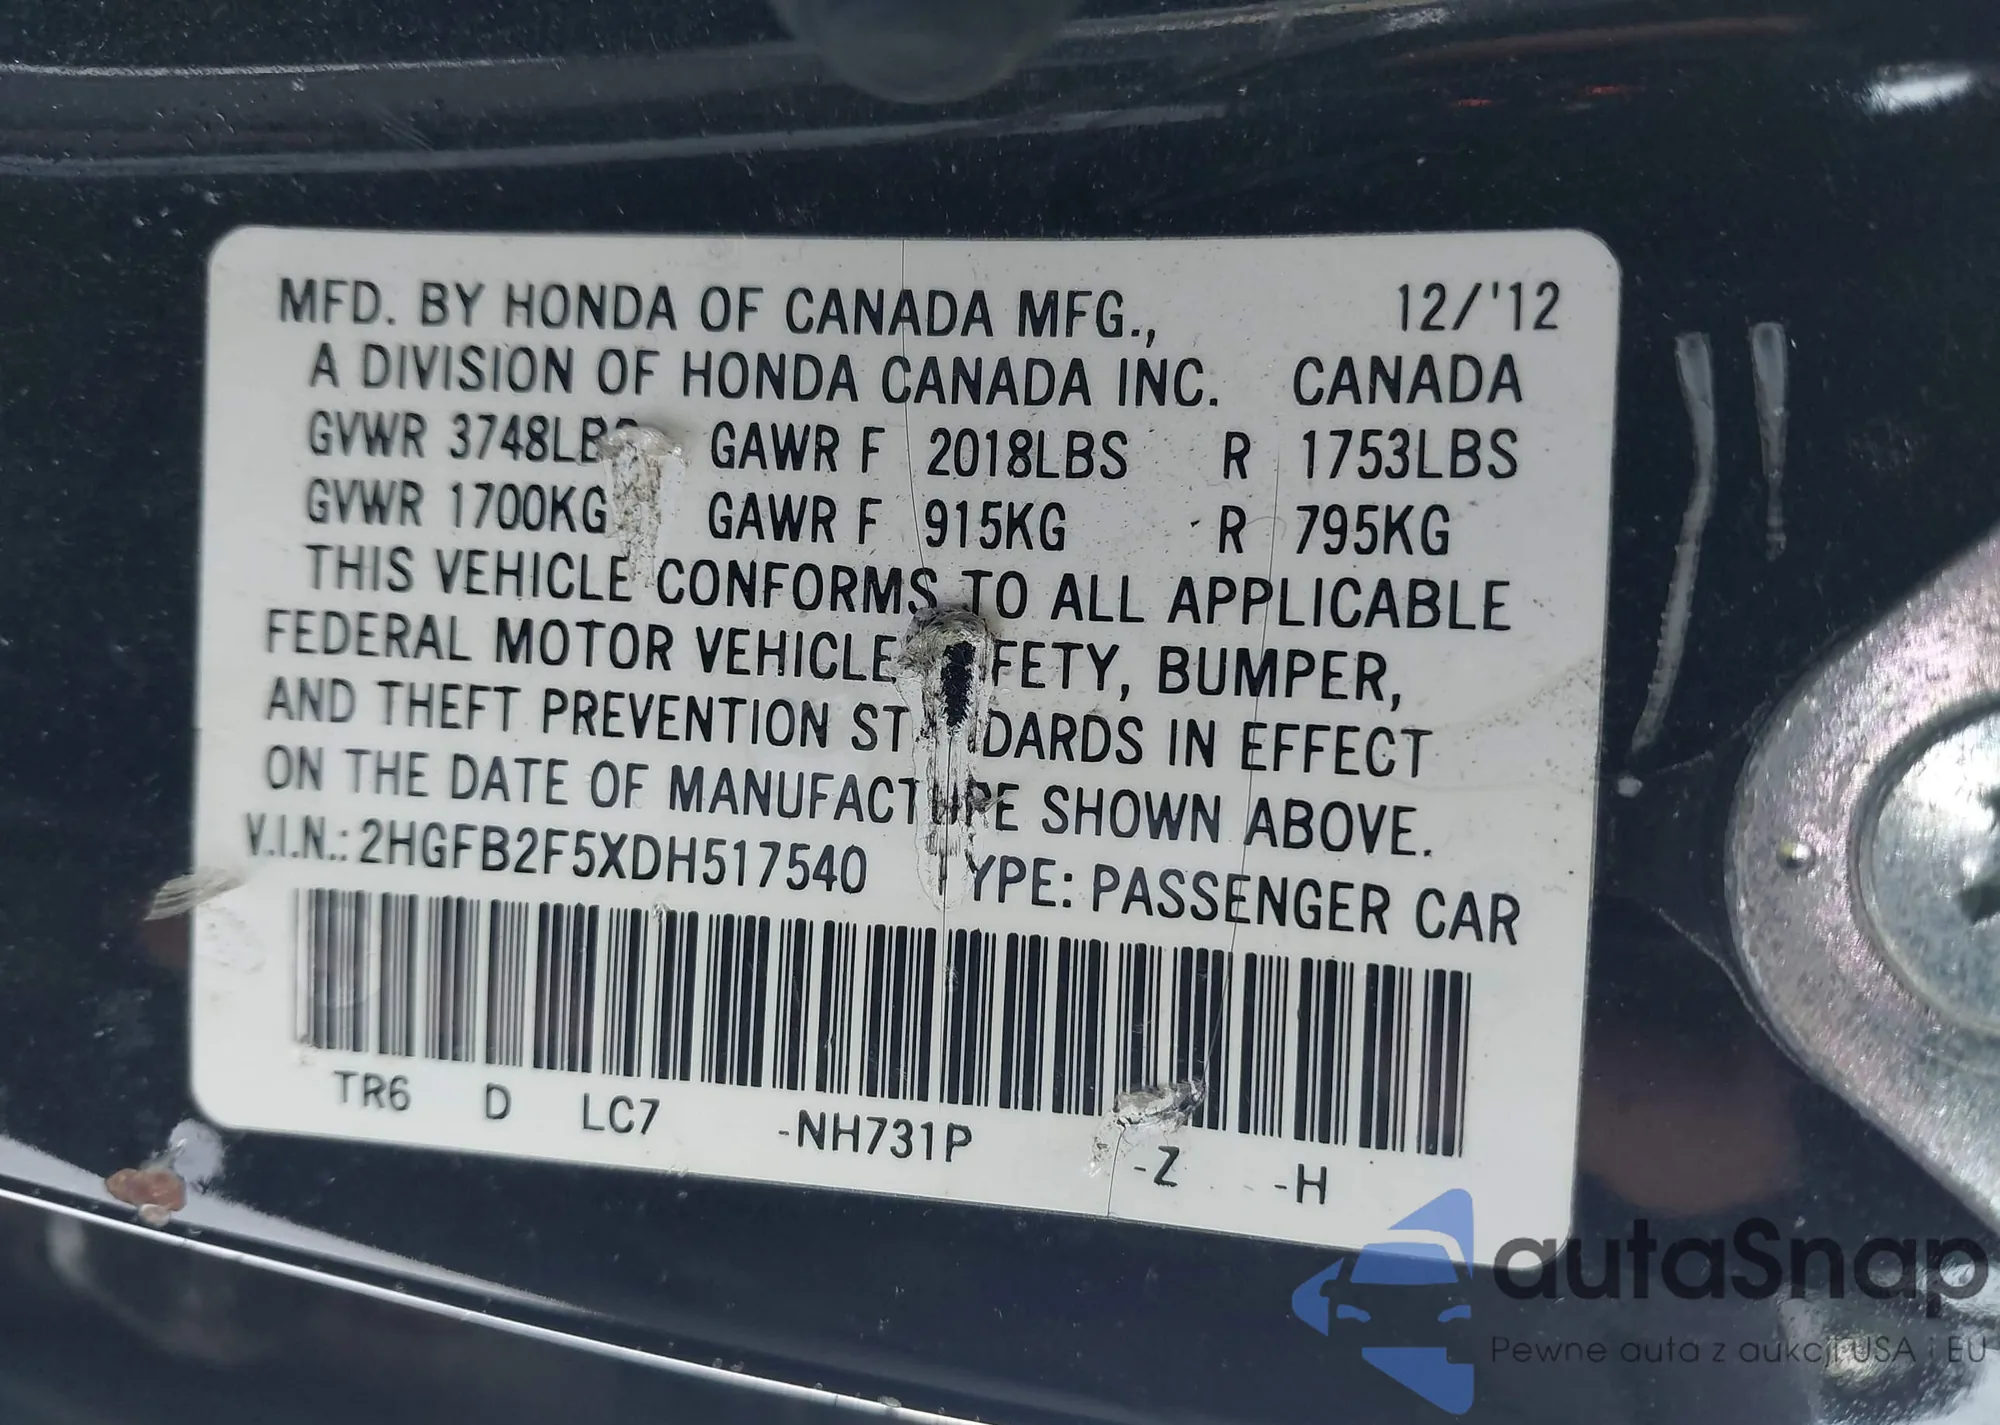 MFD. BY HONDA OF CANADA MFG., 12/'12
A DIVISION OF HONDA CANADA INC. CANADA
GVWR 3748LBS GAWR F 2018LBS R 1753LBS
GVWR 1700KG GAWR F 915KG R 795KG
THIS VEHICLE CONFORMS TO ALL APPLICABLE
FEDERAL MOTOR VEHICLE FETY, BUMPER,
AND THEFT PREVENTION ST DARDS IN EFFECT
ON THE DATE OF MANUFACTURE SHOWN ABOVE.
V.I.N.: 2HGFB2F5XDH517540 YPE: PASSENGER CAR
TR6 D LC7 -NH731P -Z -H
autaSnap
Pewne auta z aukcji USA i EU